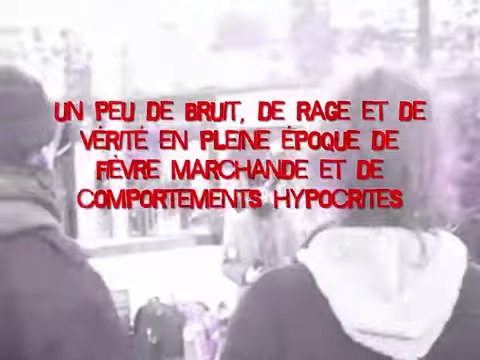 UN PEU DE BRUIT, DE RAGE ET DE
VÉRITÉ EN PLEINE ÉPOQUE DE
FIÈVRE MARCHANDE ET DE
COMPORTEMENTS HYPOCRITES